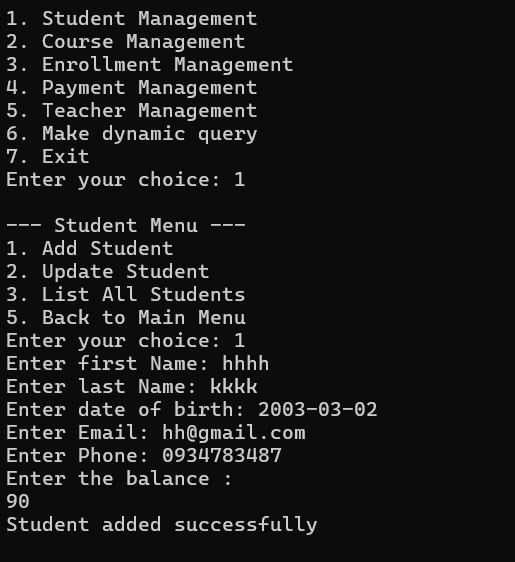 1. Student Management
2. Course Management
3. Enrollment Management
4. Payment Management
5. Teacher Management
6. Make dynamic query
7. Exit
Enter your choice: 1
--- Student Menu ---
1. Add Student
2. Update Student
3. List All Students
5. Back to Main Menu
Enter your choice: 1
Enter first Name: hhhh
Enter last Name: kkkk
Enter date of birth: 2003-03-02
Enter Email: hh@gmail.com
Enter Phone: 0934783487
Enter the balance :
90
Student added successfully